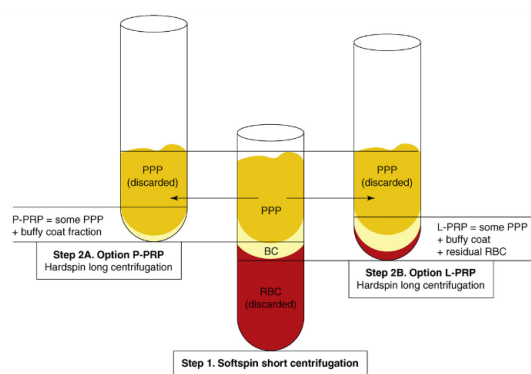 PPP
(discarded)
P-PRP = some PPP
+ buffy coat fraction
Step 2A. Option P-PRP
Hardspin long centrifugation
PPP
BC
RBC
(discarded)
Step 1. Softspin short centrifugation
PPP
(discarded)
L-PRP = some PPP
+ buffy coat
+ residual RBC
Step 2B. Option L-PRP
Hardspin long centrifugation